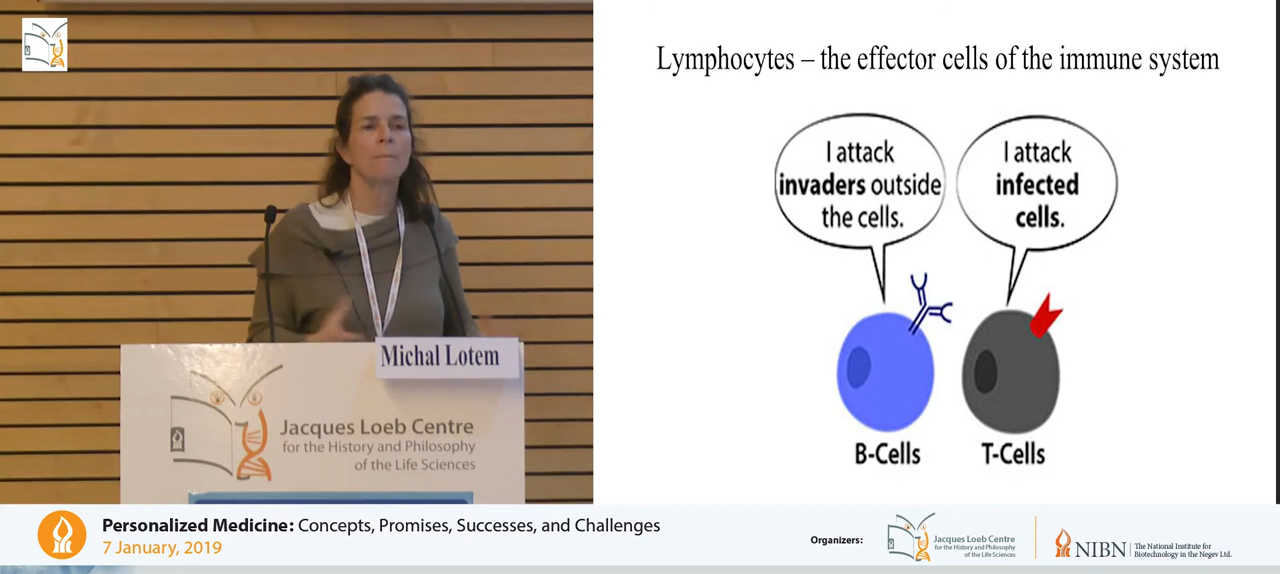 Lymphocytes – the effector cells of the immune system
I attack
invaders outside
the cells.
I attack
infected
cells.
B-Cells
T-Cells
Michal Lotem
Jacques Loeb Centre
for the History and Philosophy
of the Life Sciences
Personalized Medicine: Concepts, Promises, Successes, and Challenges
7 January, 2019
Organizers:
Jacques Loeb Centre
for the History and Philosophy
of the Life Sciences
NIBN
The National Institute for
Biotechnology in the Negev Ltd.